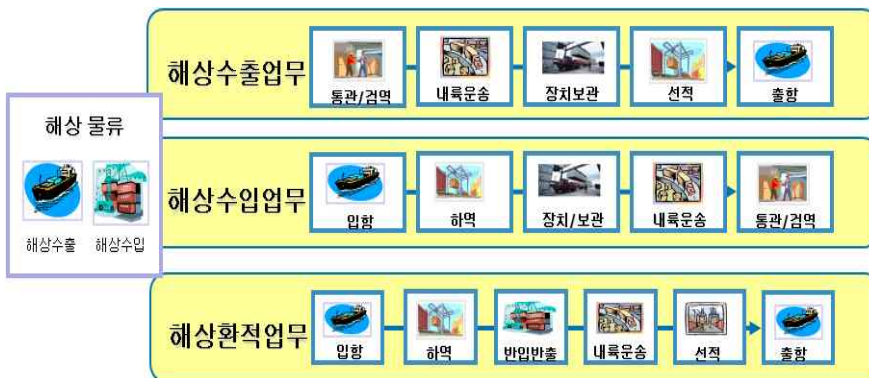 해상 물류
해상수출 해상수입
해상수출업무
통관/검역 내륙운송 장치보관 선적 출항
해상수입업무
입항 하역 장치/보관 내륙운송 통관/검역
해상환적업무
입항 하역 반입반출 내륙운송 선적 출항